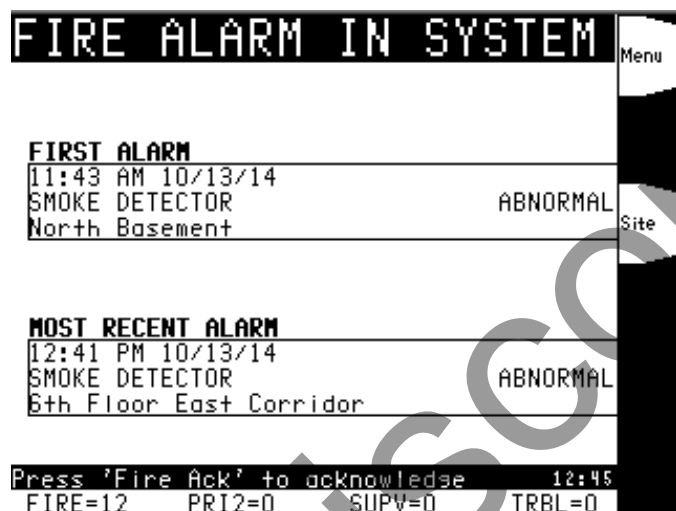 FIRE ALARM IN SYSTEM
Menu
FIRST ALARM
11:43 AM 10/13/14
SMOKE DETECTOR ABNORMAL
North Basement
Site
MOST RECENT ALARM
12:41 PM 10/13/14
SMOKE DETECTOR ABNORMAL
6th Floor East Corridor
Press 'Fire Ack' to acknowledge 12:45
FIRE=12 PRI2=0 SUPV=0 TRBL=0